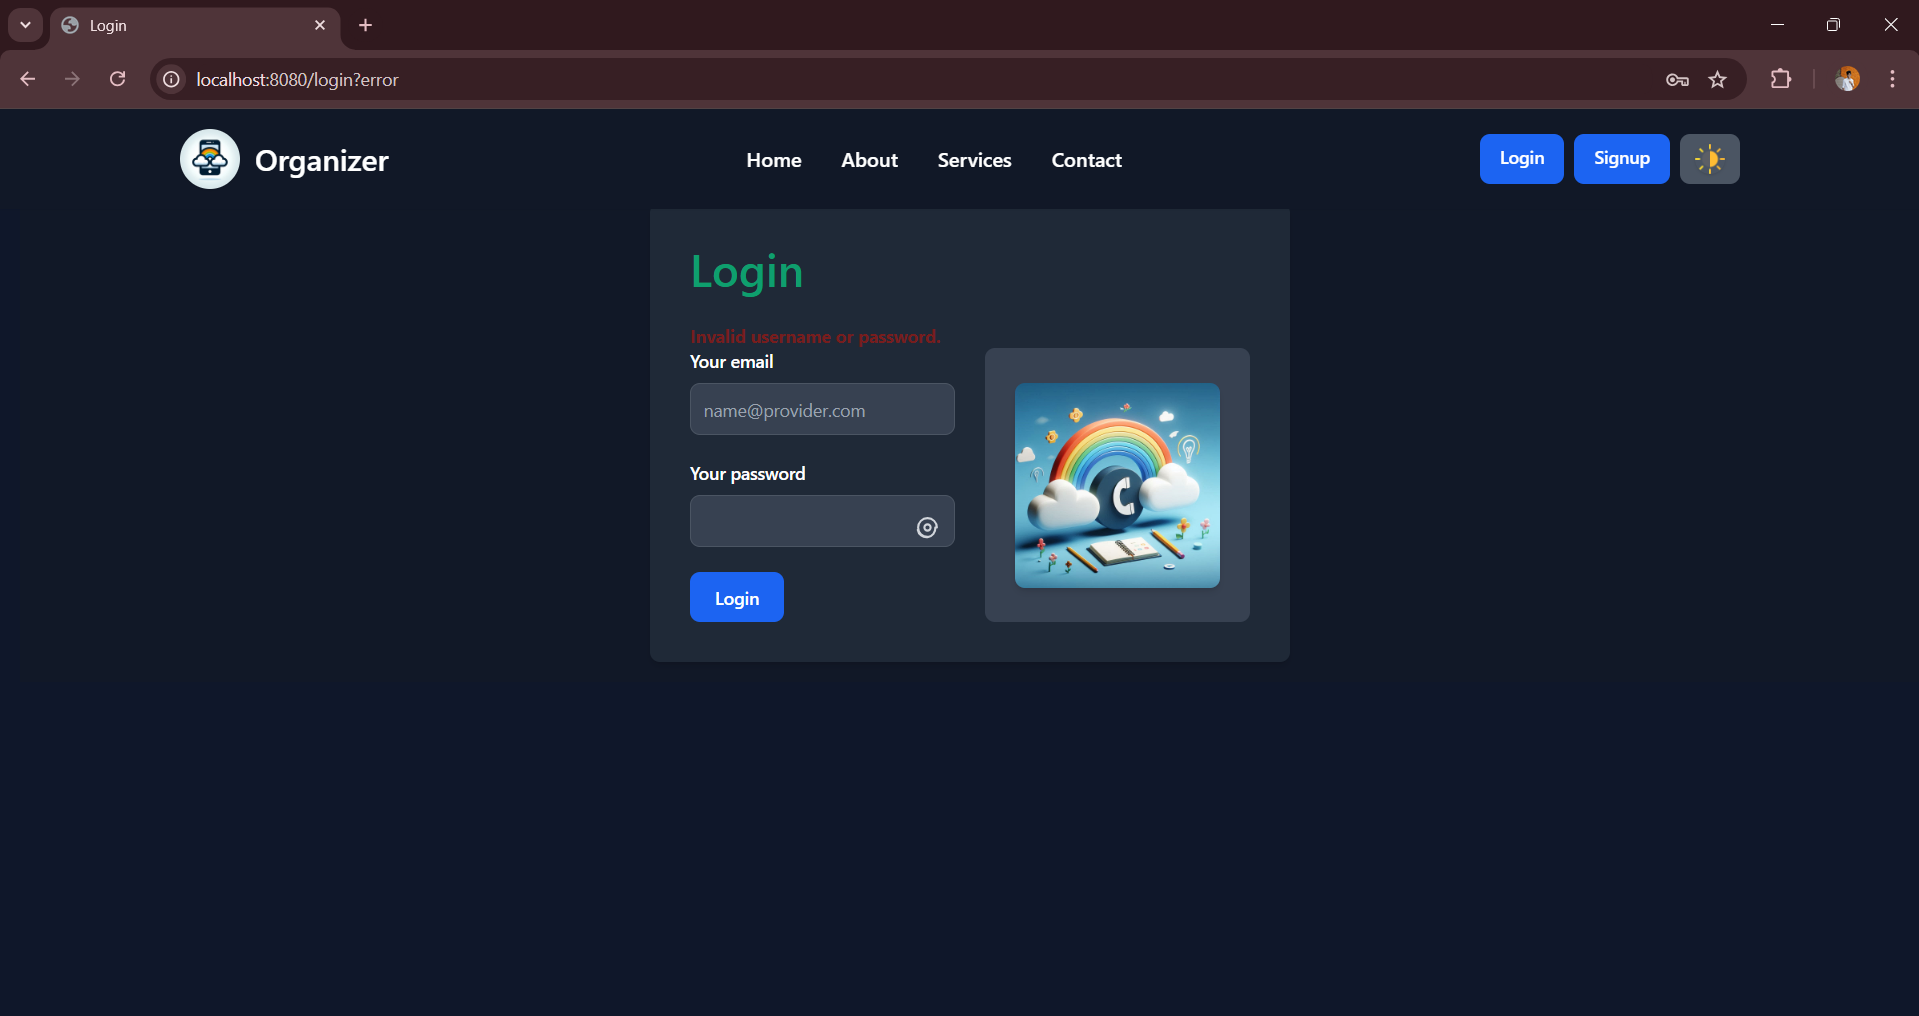 Login
localhost:8080/login?error
Organizer
Home About Services Contact
Login Signup
Login
Invalid username or password.
Your email
name@provider.com
Your password
Login